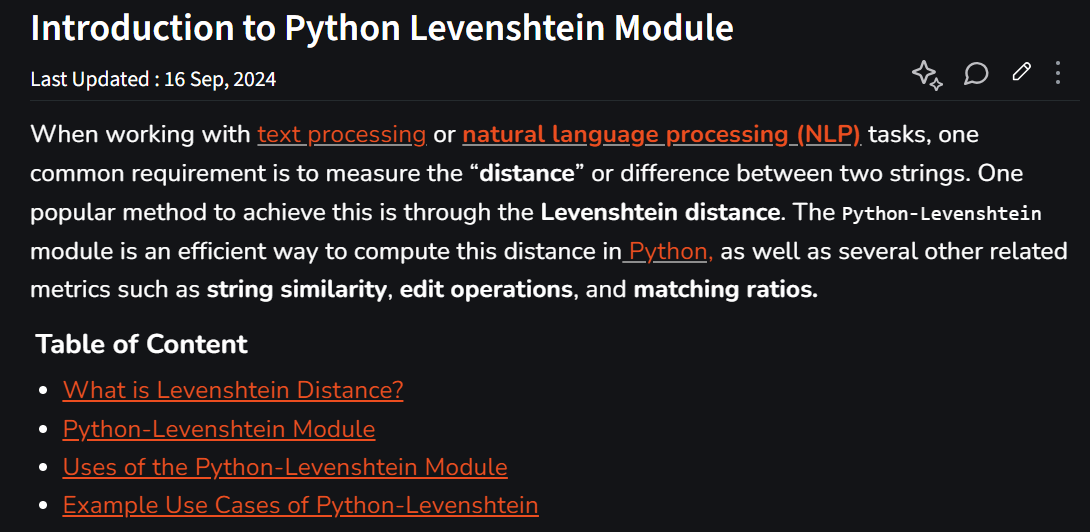 Introduction to Python Levenshtein Module
Last Updated : 16 Sep, 2024
When working with text processing or natural language processing (NLP) tasks, one
common requirement is to measure the “distance” or difference between two strings. One
popular method to achieve this is through the Levenshtein distance. The Python-Levenshtein
module is an efficient way to compute this distance in Python, as well as several other related
metrics such as string similarity, edit operations, and matching ratios.
Table of Content
What is Levenshtein Distance?
Python-Levenshtein Module
Uses of the Python-Levenshtein Module
Example Use Cases of Python-Levenshtein